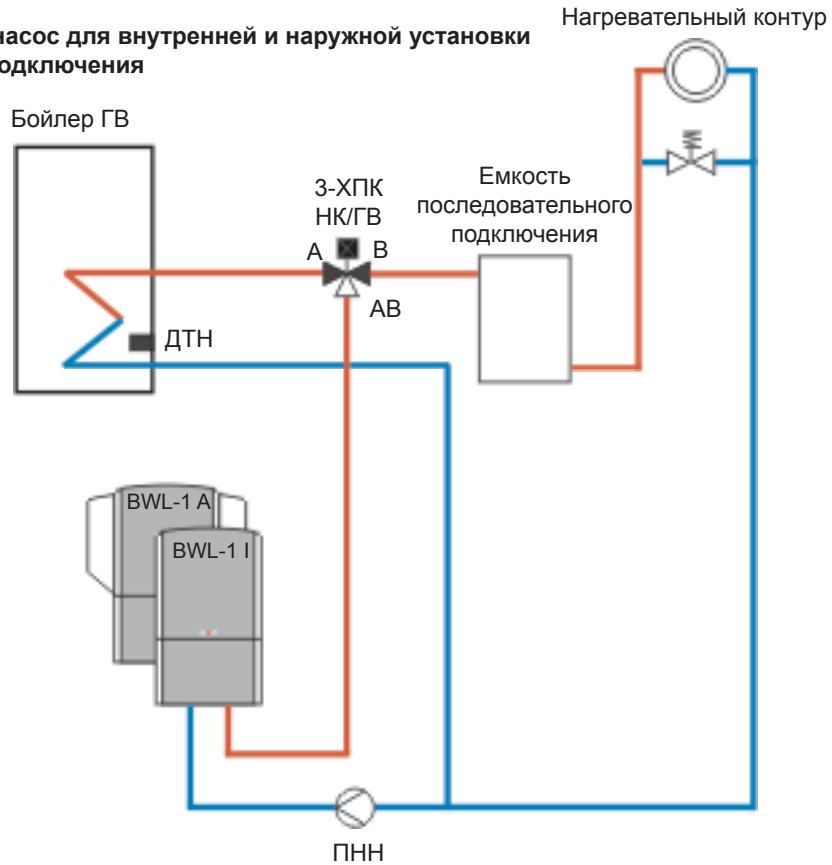 Нагревательный контур
насос для внутренней и наружной установки
одключения
Бойлер ГВ
3-ХПК
НК/ГВ
A
B
AB
Емкость
последовательного
подключения
ДТН
BWL-1 A
BWL-1 I
ПНН